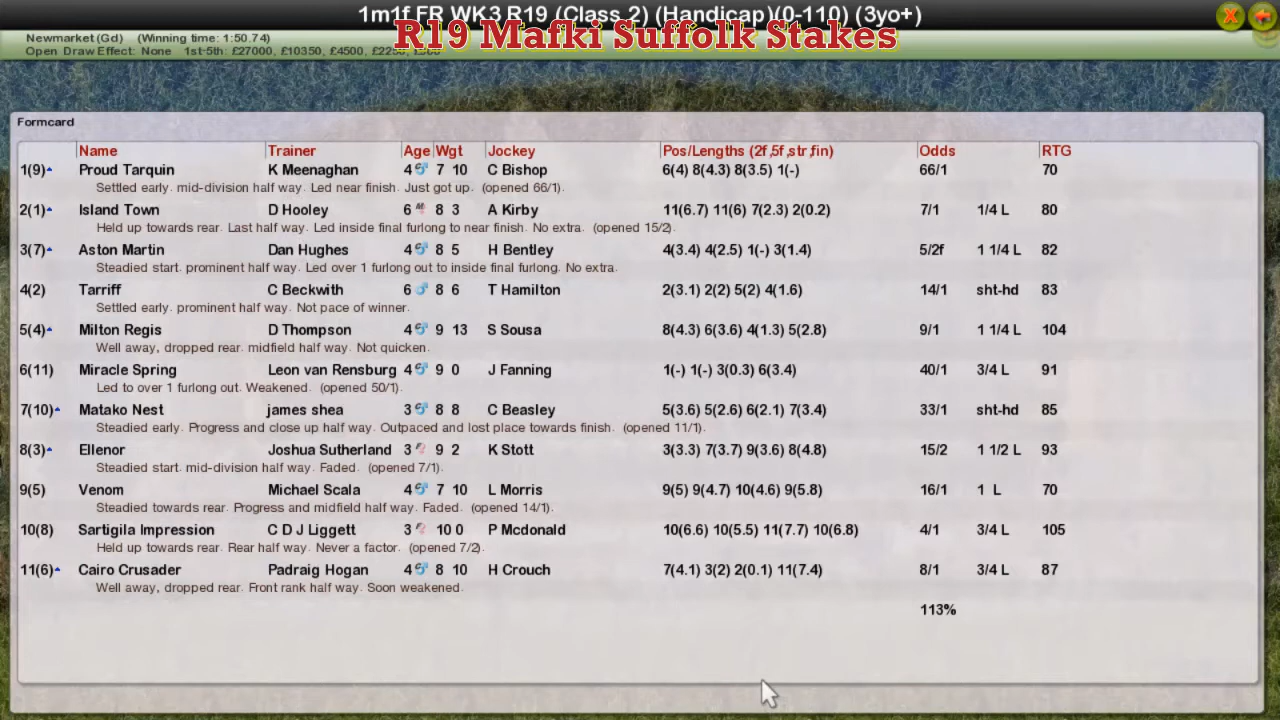 1m1f FR WK3 R19 (Class 2) (Handicap)(0-110) (3yo+)
R19 Mafki Suffolk Stakes
Newmarket (Gd) (Winning time: 1:50.74)
Open Draw Effect: None 1st-5th: £27000, £10350, £4500,
Formcard
Name Trainer Age Wgt Jockey Pos/Lengths (2f,5f,str,fin) Odds RTG
1(9) Proud Tarquin K Meenaghan 4 7 10 C Bishop 6(4) 8(4.3) 8(3.5) 1(-) 66/1 70
Settled early. mid-division half way. Led near finish. Just got up. (opened 66/1).
2(1) Island Town D Hooley 6 8 3 A Kirby 11(6.7) 11(6) 7(2.3) 2(0.2) 7/1 1/4 L 80
Held up towards rear. Last half way. Led inside final furlong to near finish. No extra. (opened 15/2).
3(7) Aston Martin Dan Hughes 4 8 5 H Bentley 4(3.4) 4(2.5) 1(-) 3(1.4) 5/2f 1 1/4 L 82
Steadied start. prominent half way. Led over 1 furlong out to inside final furlong. No extra.
4(2) Tarriff C Beckwith 6 8 6 T Hamilton 2(3.1) 2(2) 5(2) 4(1.6) 14/1 sht-hd 83
Settled early. prominent half way. Not pace of winner.
5(4) Milton Regis D Thompson 4 9 13 S Sousa 8(4.3) 6(3.6) 4(1.3) 5(2.8) 9/1 1 1/4 L 104
Well away, dropped rear. midfield half way. Not quicken.
6(11) Miracle Spring Leon van Rensburg 4 9 0 J Fanning 1(-) 1(-) 3(0.3) 6(3.4) 40/1 3/4 L 91
Led to over 1 furlong out. Weakened. (opened 50/1).
7(10) Matako Nest james shea 3 8 8 C Beasley 5(3.6) 5(2.6) 6(2.1) 7(3.4) 33/1 sht-hd 85
Steadied early. Progress and close up half way. Outpaced and lost place towards finish. (opened 11/1).
8(3) Ellenor Joshua Sutherland 3 9 2 K Stott 3(3.3) 7(3.7) 9(3.6) 8(4.8) 15/2 1 1/2 L 93
Steadied start. mid-division half way. Faded. (opened 7/1).
9(5) Venom Michael Scala 4 7 10 L Morris 9(5) 9(4.7) 10(4.6) 9(5.8) 16/1 1 L 70
Steadied towards rear. Progress and midfield half way. Faded. (opened 14/1).
10(8) Sartigila Impression C D J Liggett 3 10 0 P Mcdonald 10(6.6) 10(5.5) 11(7.7) 10(6.8) 4/1 3/4 L 105
Held up towards rear. Rear half way. Never a factor. (opened 7/2).
11(6) Cairo Crusader Padraig Hogan 4 8 10 H Crouch 7(4.1) 3(2) 2(0.1) 11(7.4) 8/1 3/4 L 87
Well away, dropped rear. Front rank half way. Soon weakened.
113%